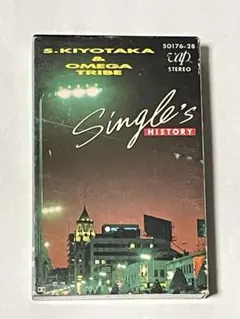 S.KIYOTAKA
&
OMEGA
TRIBE
50176-28
vap
STEREO
Single's
HISTORY